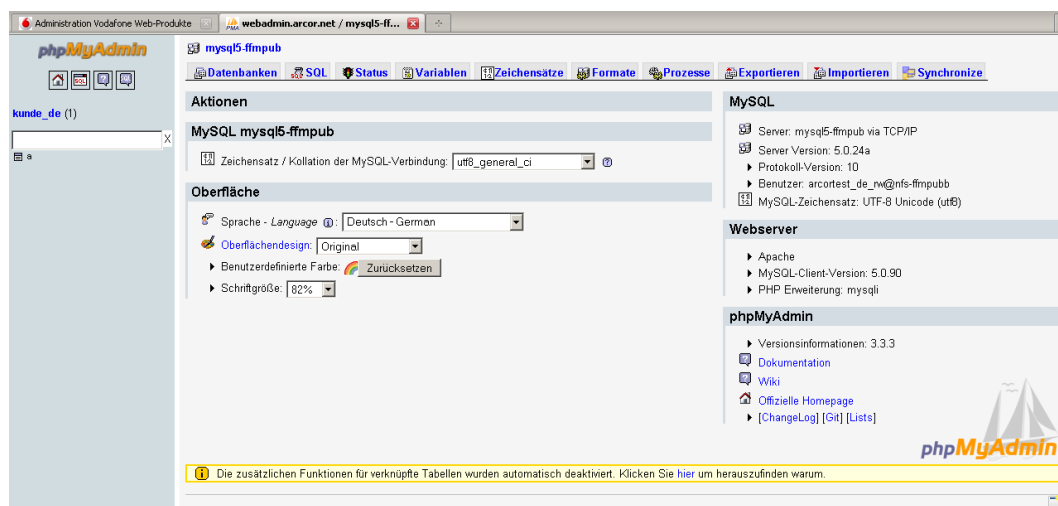 Administration Vodafone Web-Produkte
webadmin.arcor.net / mysql5-ff...
phpMyAdmin
SQL
kunde_de (1)
X
a
mysql5-ffmpub
Datenbanken SQL Status Variablen Zeichensätze Formate Prozesse Exportieren Importieren Synchronize
Aktionen
MySQL mysql5-ffmpub
Zeichensatz / Kollation der MySQL-Verbindung: utf8_general_ci
Oberfläche
Sprache - Language: Deutsch - German
Oberflächendesign: Original
Benutzerdefinierte Farbe: Zurücksetzen
Schriftgröße: 82%
MySQL
Server: mysql5-ffmpub via TCP/IP
Server Version: 5.0.24a
Protokoll-Version: 10
Benutzer: arcortest_de_rw@nfs-ffmpubb
MySQL-Zeichensatz: UTF-8 Unicode (utf8)
Webserver
Apache
MySQL-Client-Version: 5.0.90
PHP Erweiterung: mysqli
phpMyAdmin
Versionsinformationen: 3.3.3
Dokumentation
Wiki
Offizielle Homepage
[ChangeLog] [Git] [Lists]
phpMyAdmin
Die zusätzlichen Funktionen für verknüpfte Tabellen wurden automatisch deaktiviert. Klicken Sie hier um herauszufinden warum.